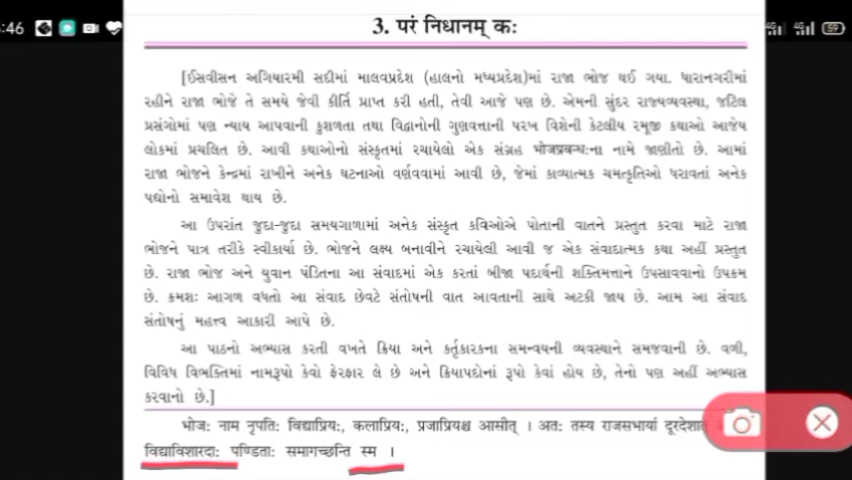 :46
59
3. परं निधानम् कः
[ઈસવીસન અગિયારમી સદીમાં માલવપ્રદેશ (હાલનો મધ્યપ્રદેશ)માં રાજા ભોજ થઈ ગયા. ધારાનગરીમાં
રહીને રાજા ભોજે તે સમયે જેવી કીર્તિ પ્રાપ્ત કરી હતી, તેવી આજે પણ છે. એમની સુંદર રાજ્યવ્યવસ્થા, જટિલ
પ્રસંગોમાં પણ ન્યાય આપવાની કુશળતા તથા વિદ્વાનોની ગુણવત્તાની પરખ વિશેની કેટલીય રમૂજી કથાઓ આજેય
લોકમાં પ્રચલિત છે. આવી કથાઓનો સંસ્કૃતમાં રચાયેલો એક સંગ્રહ ભોજપ્રબન્ધઃના નામે જાણીતો છે. આમાં
રાજા ભોજને કેન્દ્રમાં રાખીને અનેક ઘટનાઓ વર્ણવવામાં આવી છે, જેમાં કાવ્યાત્મક ચમત્કૃતિઓ ધરાવતાં અનેક
પદ્યોનો સમાવેશ થાય છે.
આ ઉપરાંત જુદા-જુદા સમયગાળામાં અનેક સંસ્કૃત કવિઓએ પોતાની વાતને પ્રસ્તુત કરવા માટે રાજા
ભોજને પાત્ર તરીકે સ્વીકાર્યા છે. ભોજને લક્ષ્ય બનાવીને રચાયેલી આવી જ એક સંવાદાત્મક કથા અહીં પ્રસ્તુત
છે. રાજા ભોજ અને યુવાન પંડિતના આ સંવાદમાં એક કરતાં બીજા પદાર્થની શક્તિમત્તાને ઉપસાવવાનો ઉપક્રમ
છે. ક્રમશઃ આગળ વધતો આ સંવાદ છેવટે સંતોષની વાત આવતાની સાથે અટકી જાય છે. આમ આ સંવાદ
સંતોષનું મહત્ત્વ આકારી આપે છે.
આ પાઠનો અભ્યાસ કરતી વખતે ક્રિયા અને કર્તૃકારકના સમન્વયની વ્યવસ્થાને સમજવાની છે. વળી,
વિવિધ વિભક્તિમાં નામરૂપો કેવો ફેરફાર લે છે અને ક્રિયાપદોનાં રૂપો કેવાં હોય છે, તેનો પણ અહીં અભ્યાસ
કરવાનો છે.]
भोजः नाम नृपतिः विद्याप्रियः, कलाप्रियः, प्रजाप्रियश्च आसीत् । अतः तस्य राजसभायां दूरदेशात्
विद्याविशारदाः पण्डिताः समागच्छन्ति स्म ।